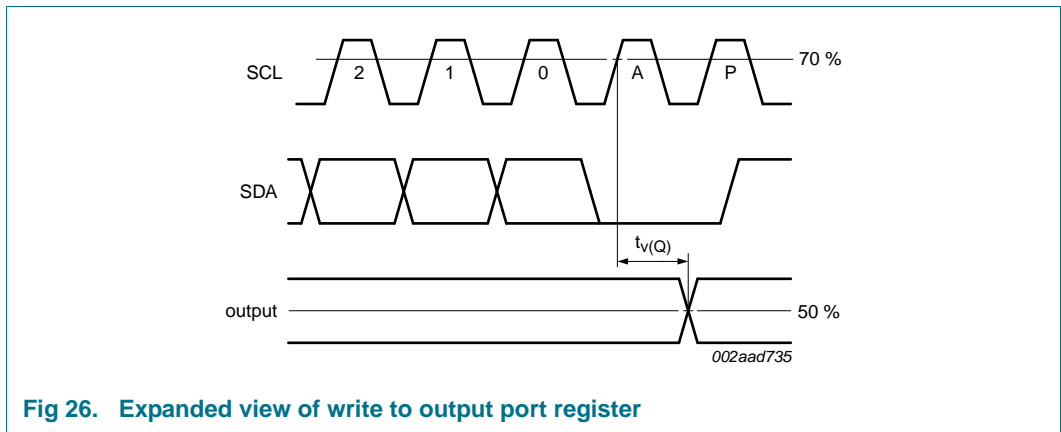 70 %
SCL 2 1 0 A P
SDA
tv(Q)
output
50 %
002aad735
Fig 26. Expanded view of write to output port register